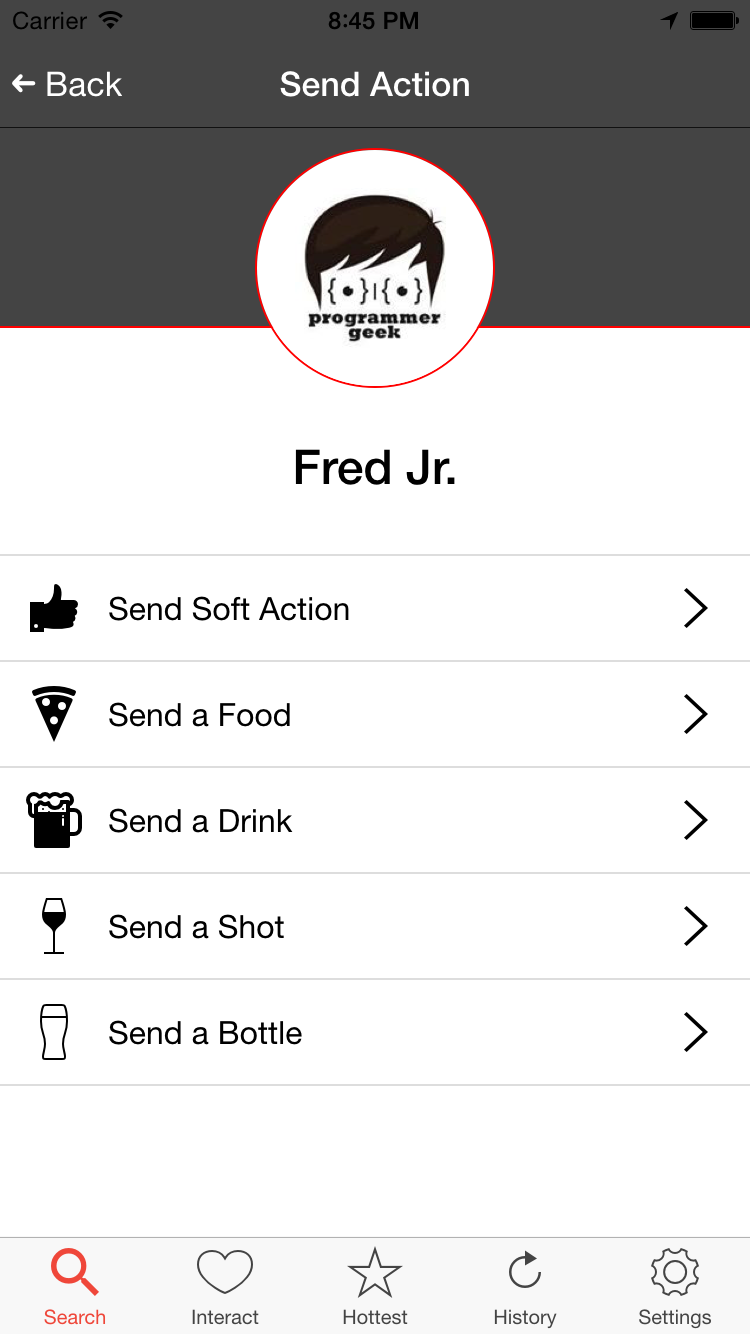 Carrier 8:45 PM
Back Send Action
{•}|{•}
programmer
geek
Fred Jr.
Send Soft Action
Send a Food
Send a Drink
Send a Shot
Send a Bottle
Search Interact Hottest History Settings